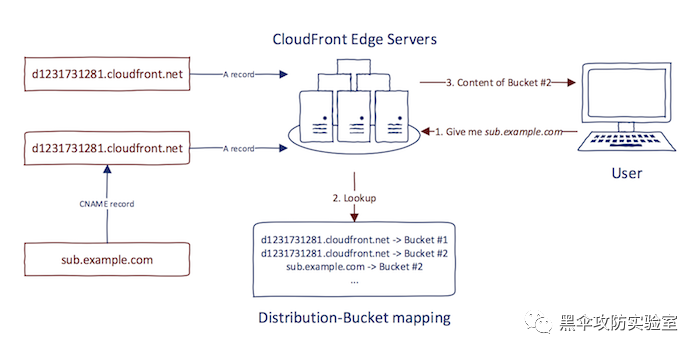 CloudFront Edge Servers
d1231731281.cloudfront.net
A record
3. Content of Bucket #2
1. Give me sub.example.com
d1231731281.cloudfront.net
A record
User
CNAME record
2. Lookup
sub.example.com
d1231731281.cloudfront.net -> Bucket #1
d1231731281.cloudfront.net -> Bucket #2
sub.example.com -> Bucket #2
...
Distribution-Bucket mapping
黑伞攻防实验室